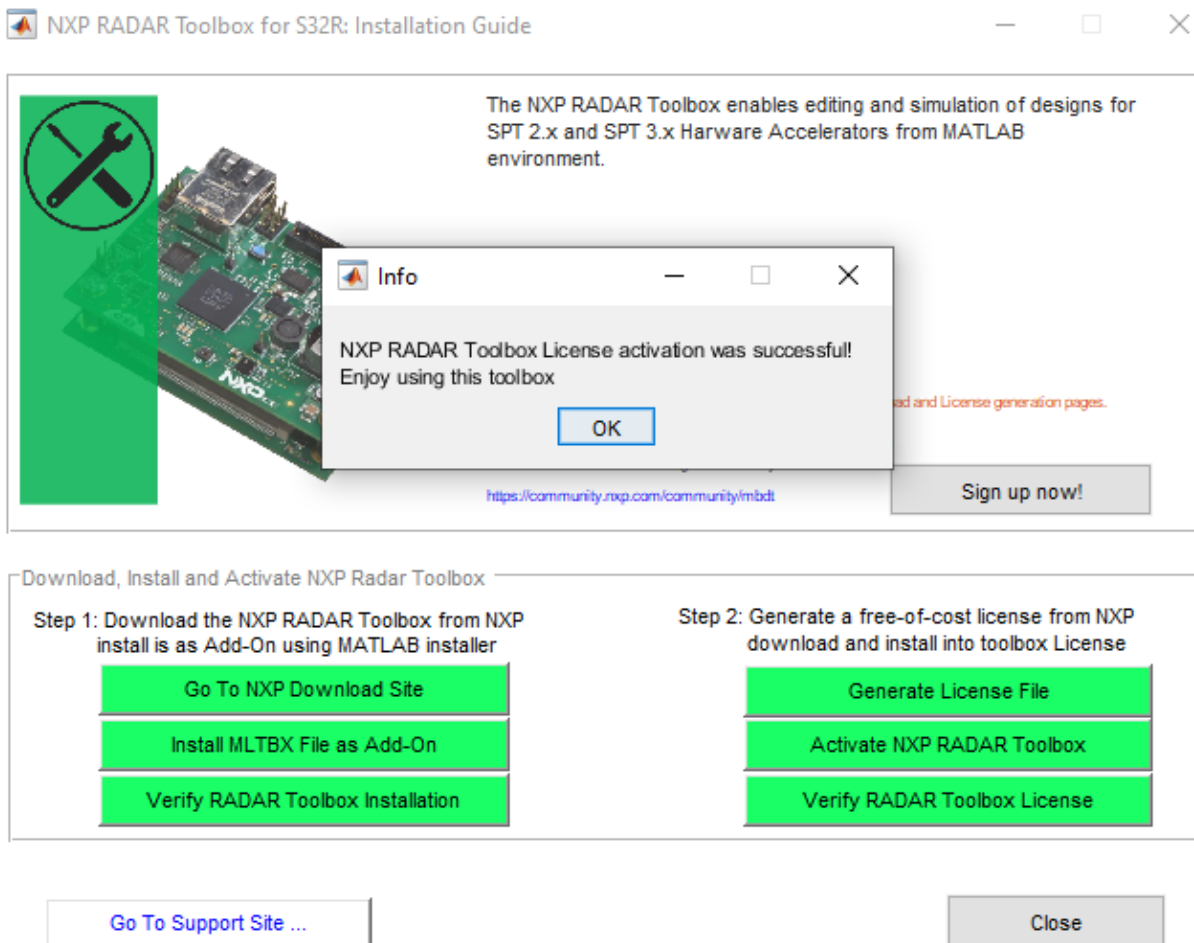 NXP RADAR Toolbox for S32R: Installation Guide
The NXP RADAR Toolbox enables editing and simulation of designs for
SPT 2.x and SPT 3.x Harware Accelerators from MATLAB
environment.
Info
NXP RADAR Toolbox License activation was successful!
Enjoy using this toolbox
OK
and License generation pages.
https://community.nxp.com/community/mbdt
Sign up now!
NXP
Download, Install and Activate NXP Radar Toolbox
Step 1: Download the NXP RADAR Toolbox from NXP
install is as Add-On using MATLAB installer
Go To NXP Download Site
Install MLTBX File as Add-On
Verify RADAR Toolbox Installation
Step 2: Generate a free-of-cost license from NXP
download and install into toolbox License
Generate License File
Activate NXP RADAR Toolbox
Verify RADAR Toolbox License
Go To Support Site ...
Close